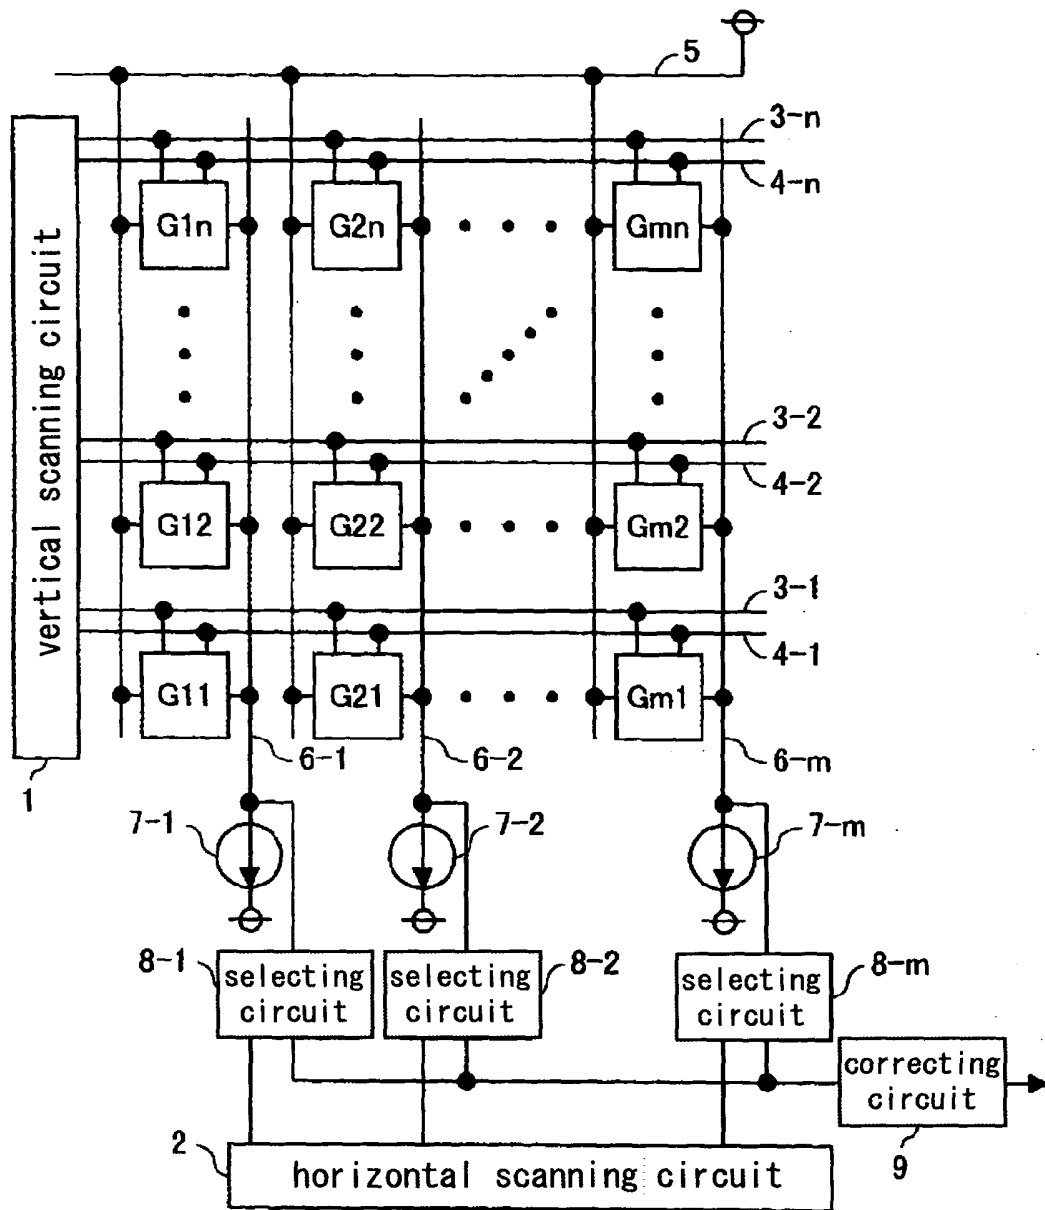 5
3-n
4-n
G1n
G2n
Gmn
vertical scanning circuit
3-2
4-2
G12
G22
Gm2
3-1
4-1
G11
G21
Gm1
6-1
6-2
6-m
1
7-1
7-2
7-m
8-1
selecting
circuit
selecting
circuit
8-2
selecting
circuit
8-m
correcting
circuit
9
2
horizontal scanning circuit